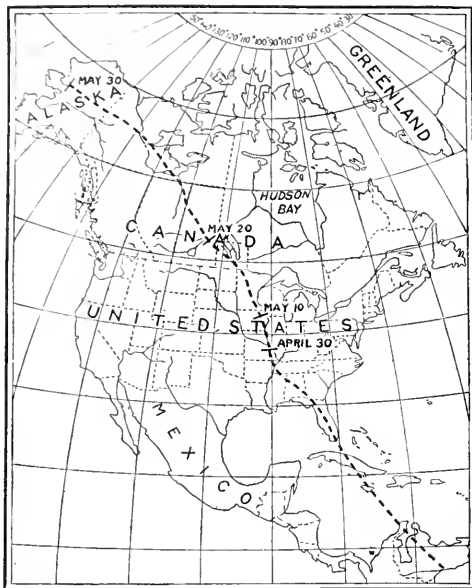 MAY 30
ALASKA
GREENLAND
HUDSON
BAY
MAY 20
CANADA
MAY 10
UNITED STATES
APRIL 30
MEXICO